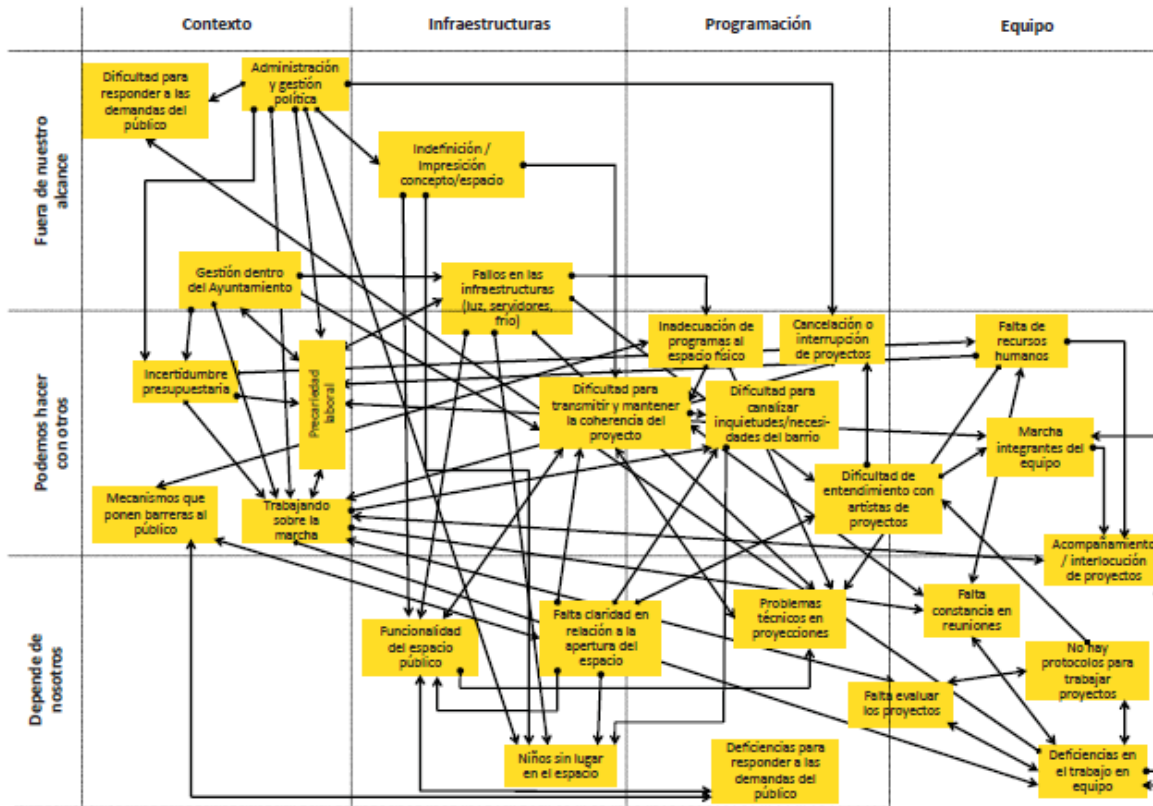 Contexto
Infraestructuras
Programación
Equipo
Fuera de nuestro
alcance
Dificultad para
responder a las
demandas del
público
Administración
y gestión
política
Indefinición /
Impresición
concepto/espacio
Gestión dentro
del Ayuntamiento
Fallos en las
infraestructuras
(luz, servidores,
frio)
Podemos hacer
con otros
Incertidumbre
presupuestaria
Precariedad
laboral
Mecanismos que
ponen barreras al
público
Trabajando
sobre la
marcha
Dificultad para
transmitir y mantener
la coherencia del
proyecto
Inadecuación de
programas al
espacio físico
Cancelación o
interrupción
de proyectos
Dificultad para
canalizar
inquietudes/necesi-
dades del barrio
Dificultad de
entendimiento con
artistas de
proyectos
Falta de
recursos
humanos
Marcha
integrantes del
equipo
Acompañamiento
/ interlocución
de proyectos
Depende de
nosotros
Funcionalidad
del espacio
público
Falta claridad en
relación a la
apertura del
espacio
Niños sin lugar
en el espacio
Problemas
técnicos en
proyecciones
Deficiencias para
responder a las
demandas del
público
Falta
constancia en
reuniones
No hay
protocolos para
trabajar
proyectos
Falta evaluar
los proyectos
Deficiencias en
el trabajo en
equipo